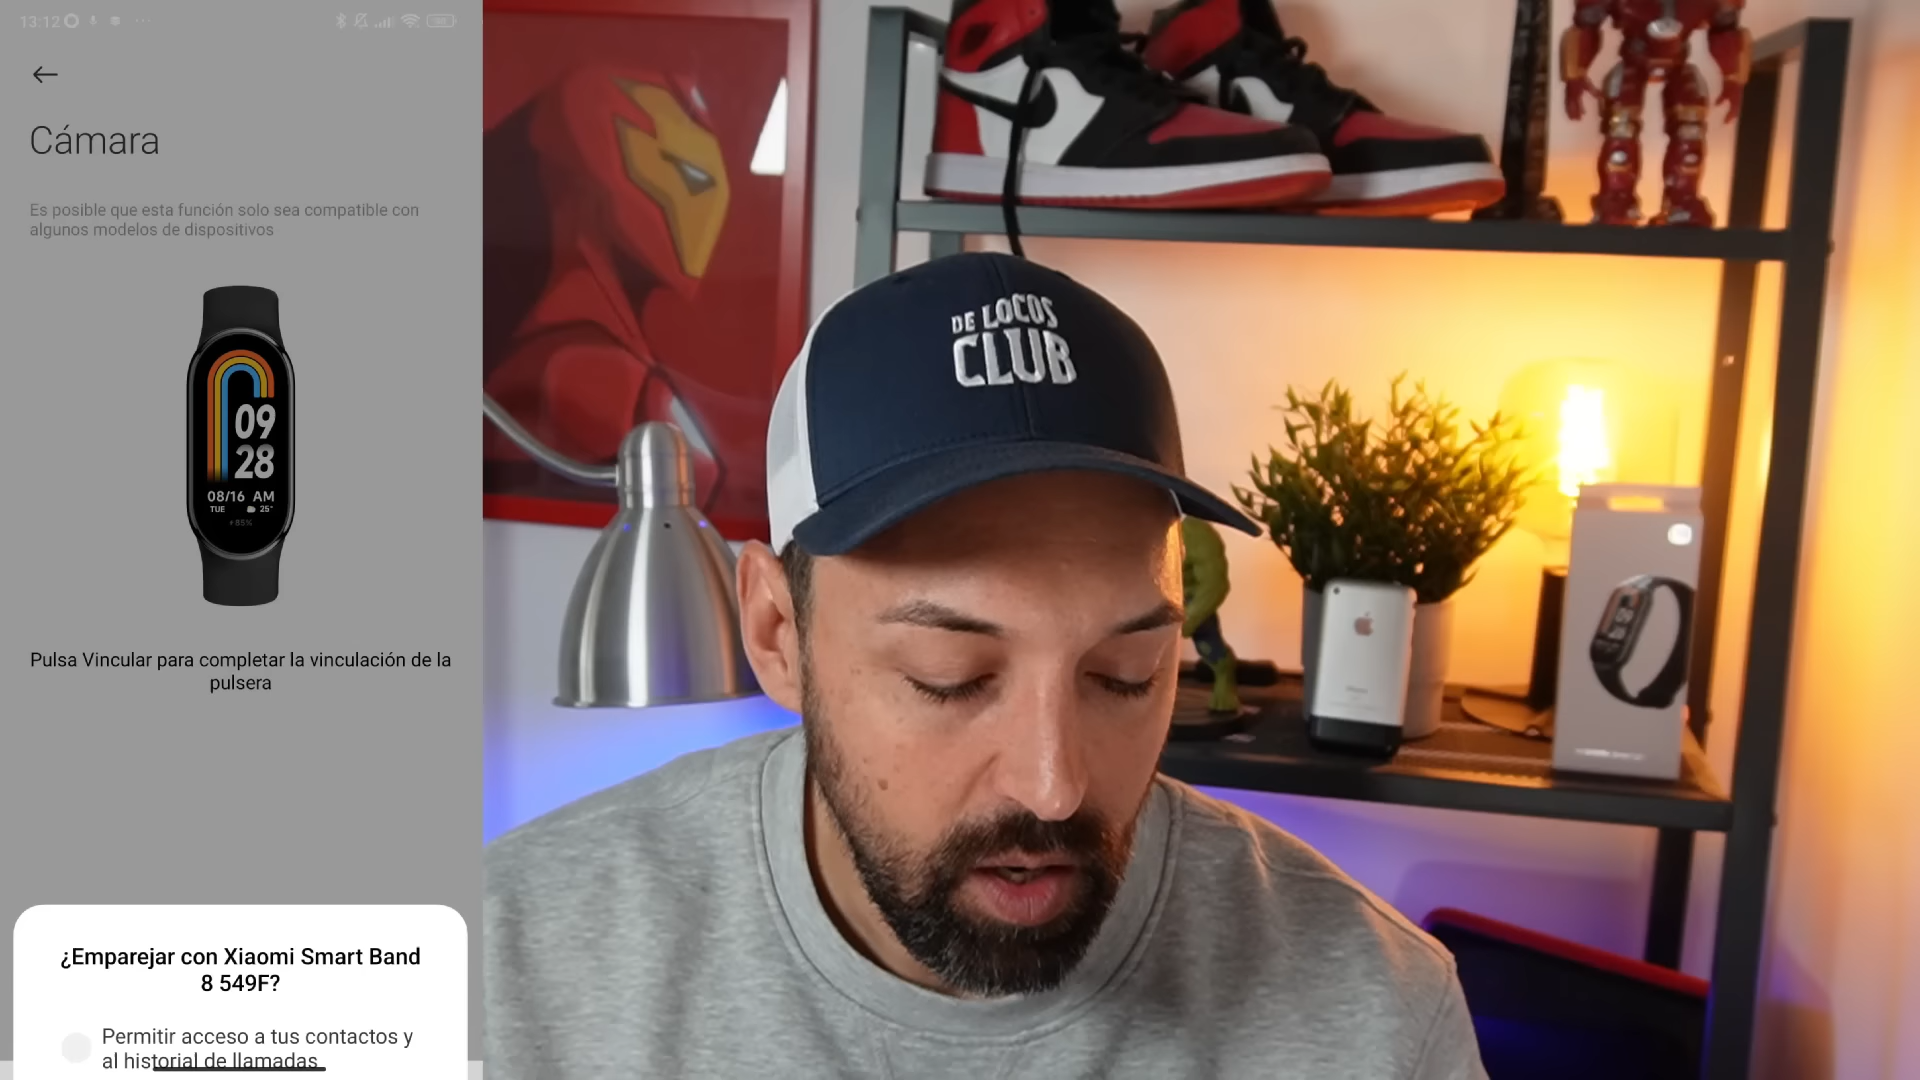 13:12
Cámara
Es posible que esta función solo sea compatible con
algunos modelos de dispositivos
09
28
08/16 AM
TUE 25°
85%
Pulsa Vincular para completar la vinculación de la
pulsera
¿Emparejar con Xiaomi Smart Band
8 549F?
Permitir acceso a tus contactos y
al historial de llamadas
DE LOCOS
CLUB